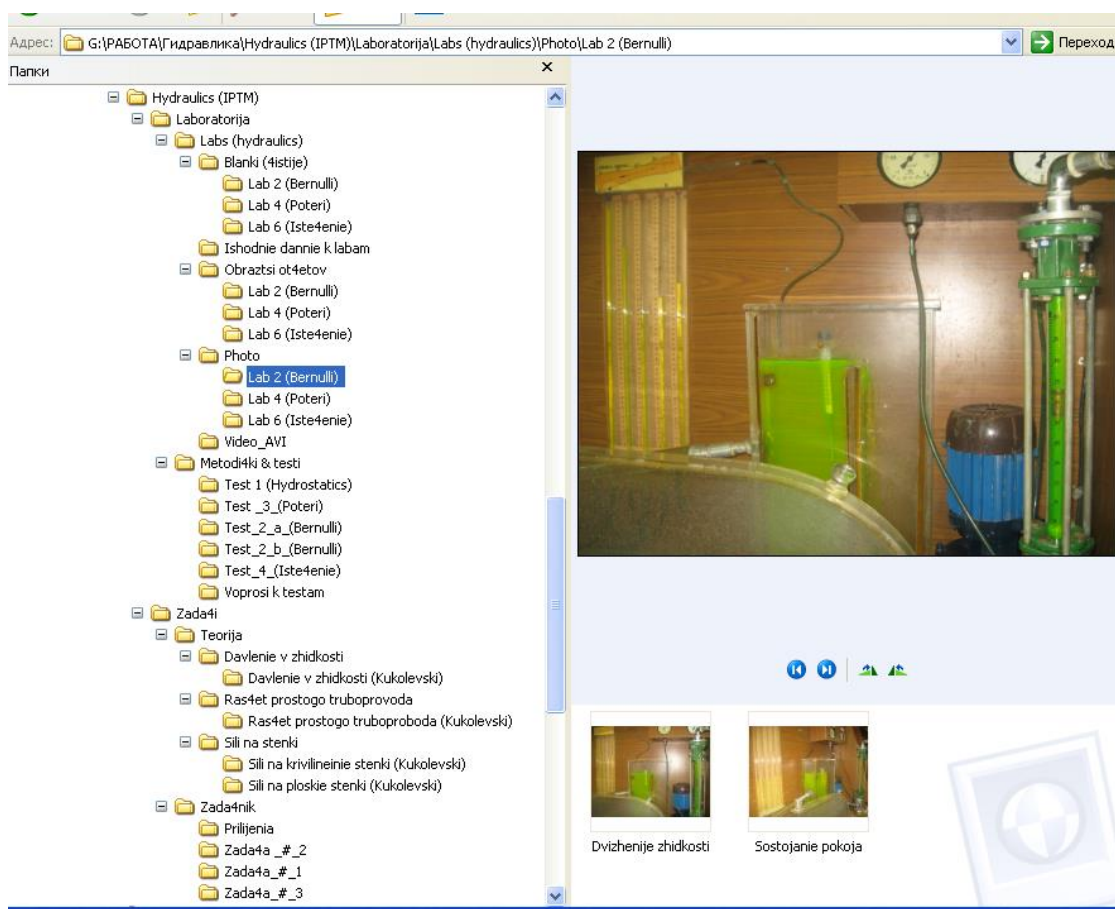 Адрес: G:\РАБОТА\Гидравлика\Hydraulics (IPTM)\Laboratorija\Labs (hydraulics)\Photo\Lab 2 (Bernulli) Переход
Папки
Hydraulics (IPTM)
Laboratorija
Labs (hydraulics)
Blanki (4istije)
Lab 2 (Bernulli)
Lab 4 (Poteri)
Lab 6 (Iste4enie)
Ishodnie dannie k labam
Obraztsi ot4etov
Lab 2 (Bernulli)
Lab 4 (Poteri)
Lab 6 (Iste4enie)
Photo
Lab 2 (Bernulli)
Lab 4 (Poteri)
Lab 6 (Iste4enie)
Video_AVI
Metodi4ki & testi
Test 1 (Hydrostatics)
Test _3_(Poteri)
Test_2_a_(Bernulli)
Test_2_b_(Bernulli)
Test_4_(Iste4enie)
Voprosi k testam
Zada4i
Teorija
Davlenie v zhidkosti
Davlenie v zhidkosti (Kukolevski)
Ras4et prostogo truboprovoda
Ras4et prostogo truboproboda (Kukolevski)
Sili na stenki
Sili na krivilineinie stenki (Kukolevski)
Sili na ploskie stenki (Kukolevski)
Zada4nik
Prilijenia
Zada4a _#_2
Zada4a_#_1
Zada4a_#_3
Dvizhenije zhidkosti
Sostojanie pokoja